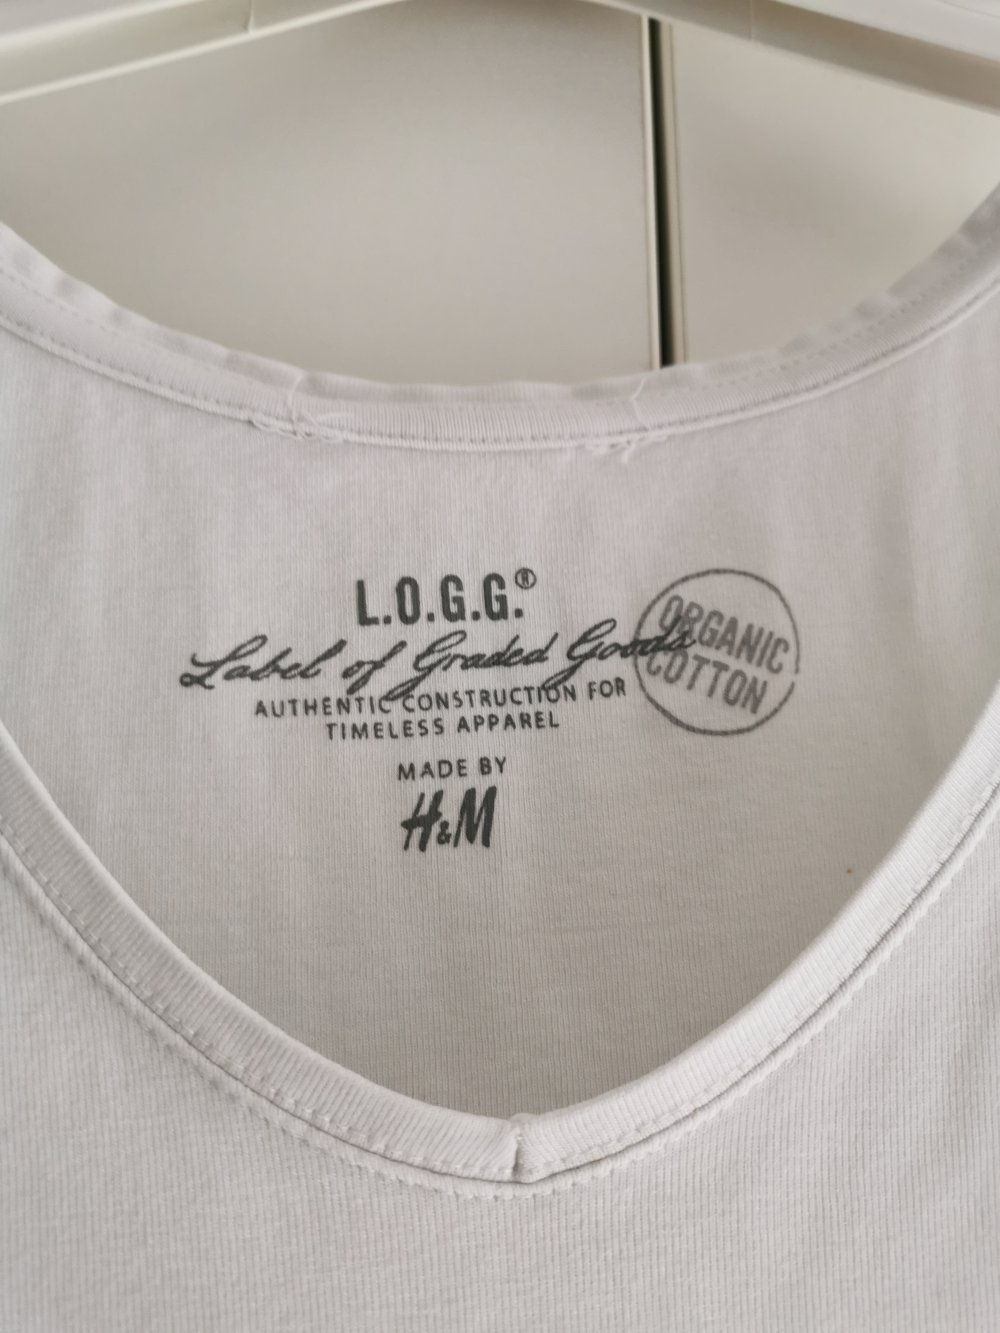 L.O.G.G.®
Label of Graded Goods
AUTHENTIC CONSTRUCTION FOR
TIMELESS APPAREL
MADE BY
H&M
ORGANIC
COTTON